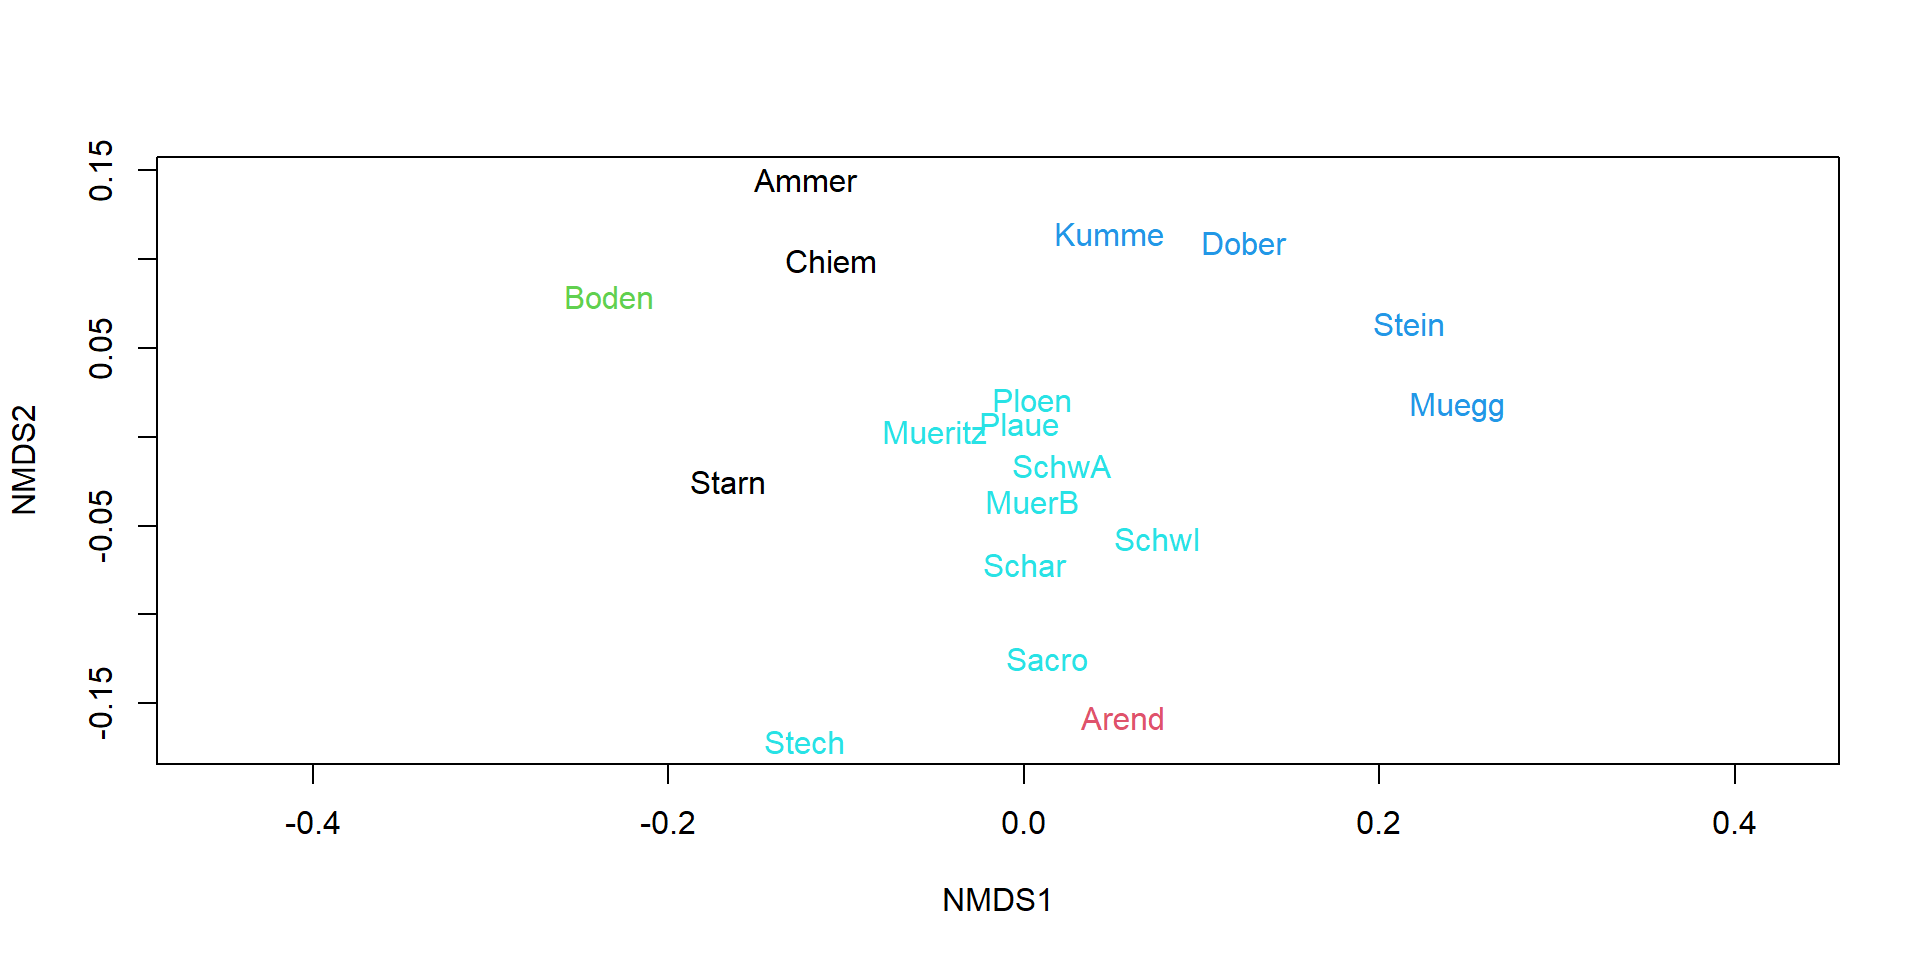 0.15
Ammer
Kumme
Dober
Chiem
Boden
0.05
Stein
Ploen
Muegg
Plaue
Mueritz
NMDS2
SchwA
Starn
MuerB
-0.05
Schwl
Schar
Sacro
-0.15
Arend
Stech
-0.4 -0.2 0.0 0.2 0.4
NMDS1